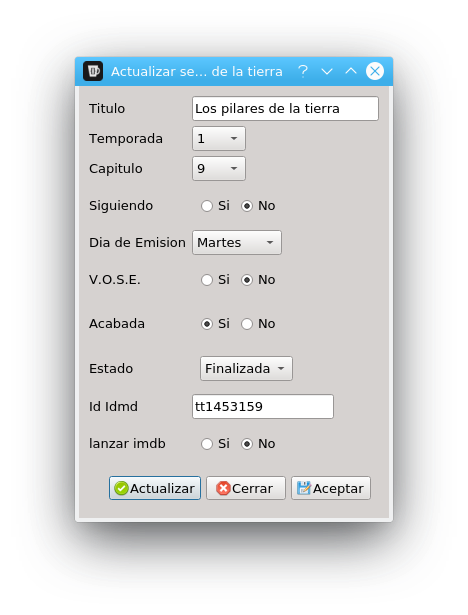 Actualizar se... de la tierra
Titulo Los pilares de la tierra
Temporada 1
Capitulo 9
Siguiendo Si No
Dia de Emision Martes
V.O.S.E. Si No
Acabada Si No
Estado Finalizada
Id Idmd tt1453159
lanzar imdb Si No
Actualizar Cerrar Aceptar